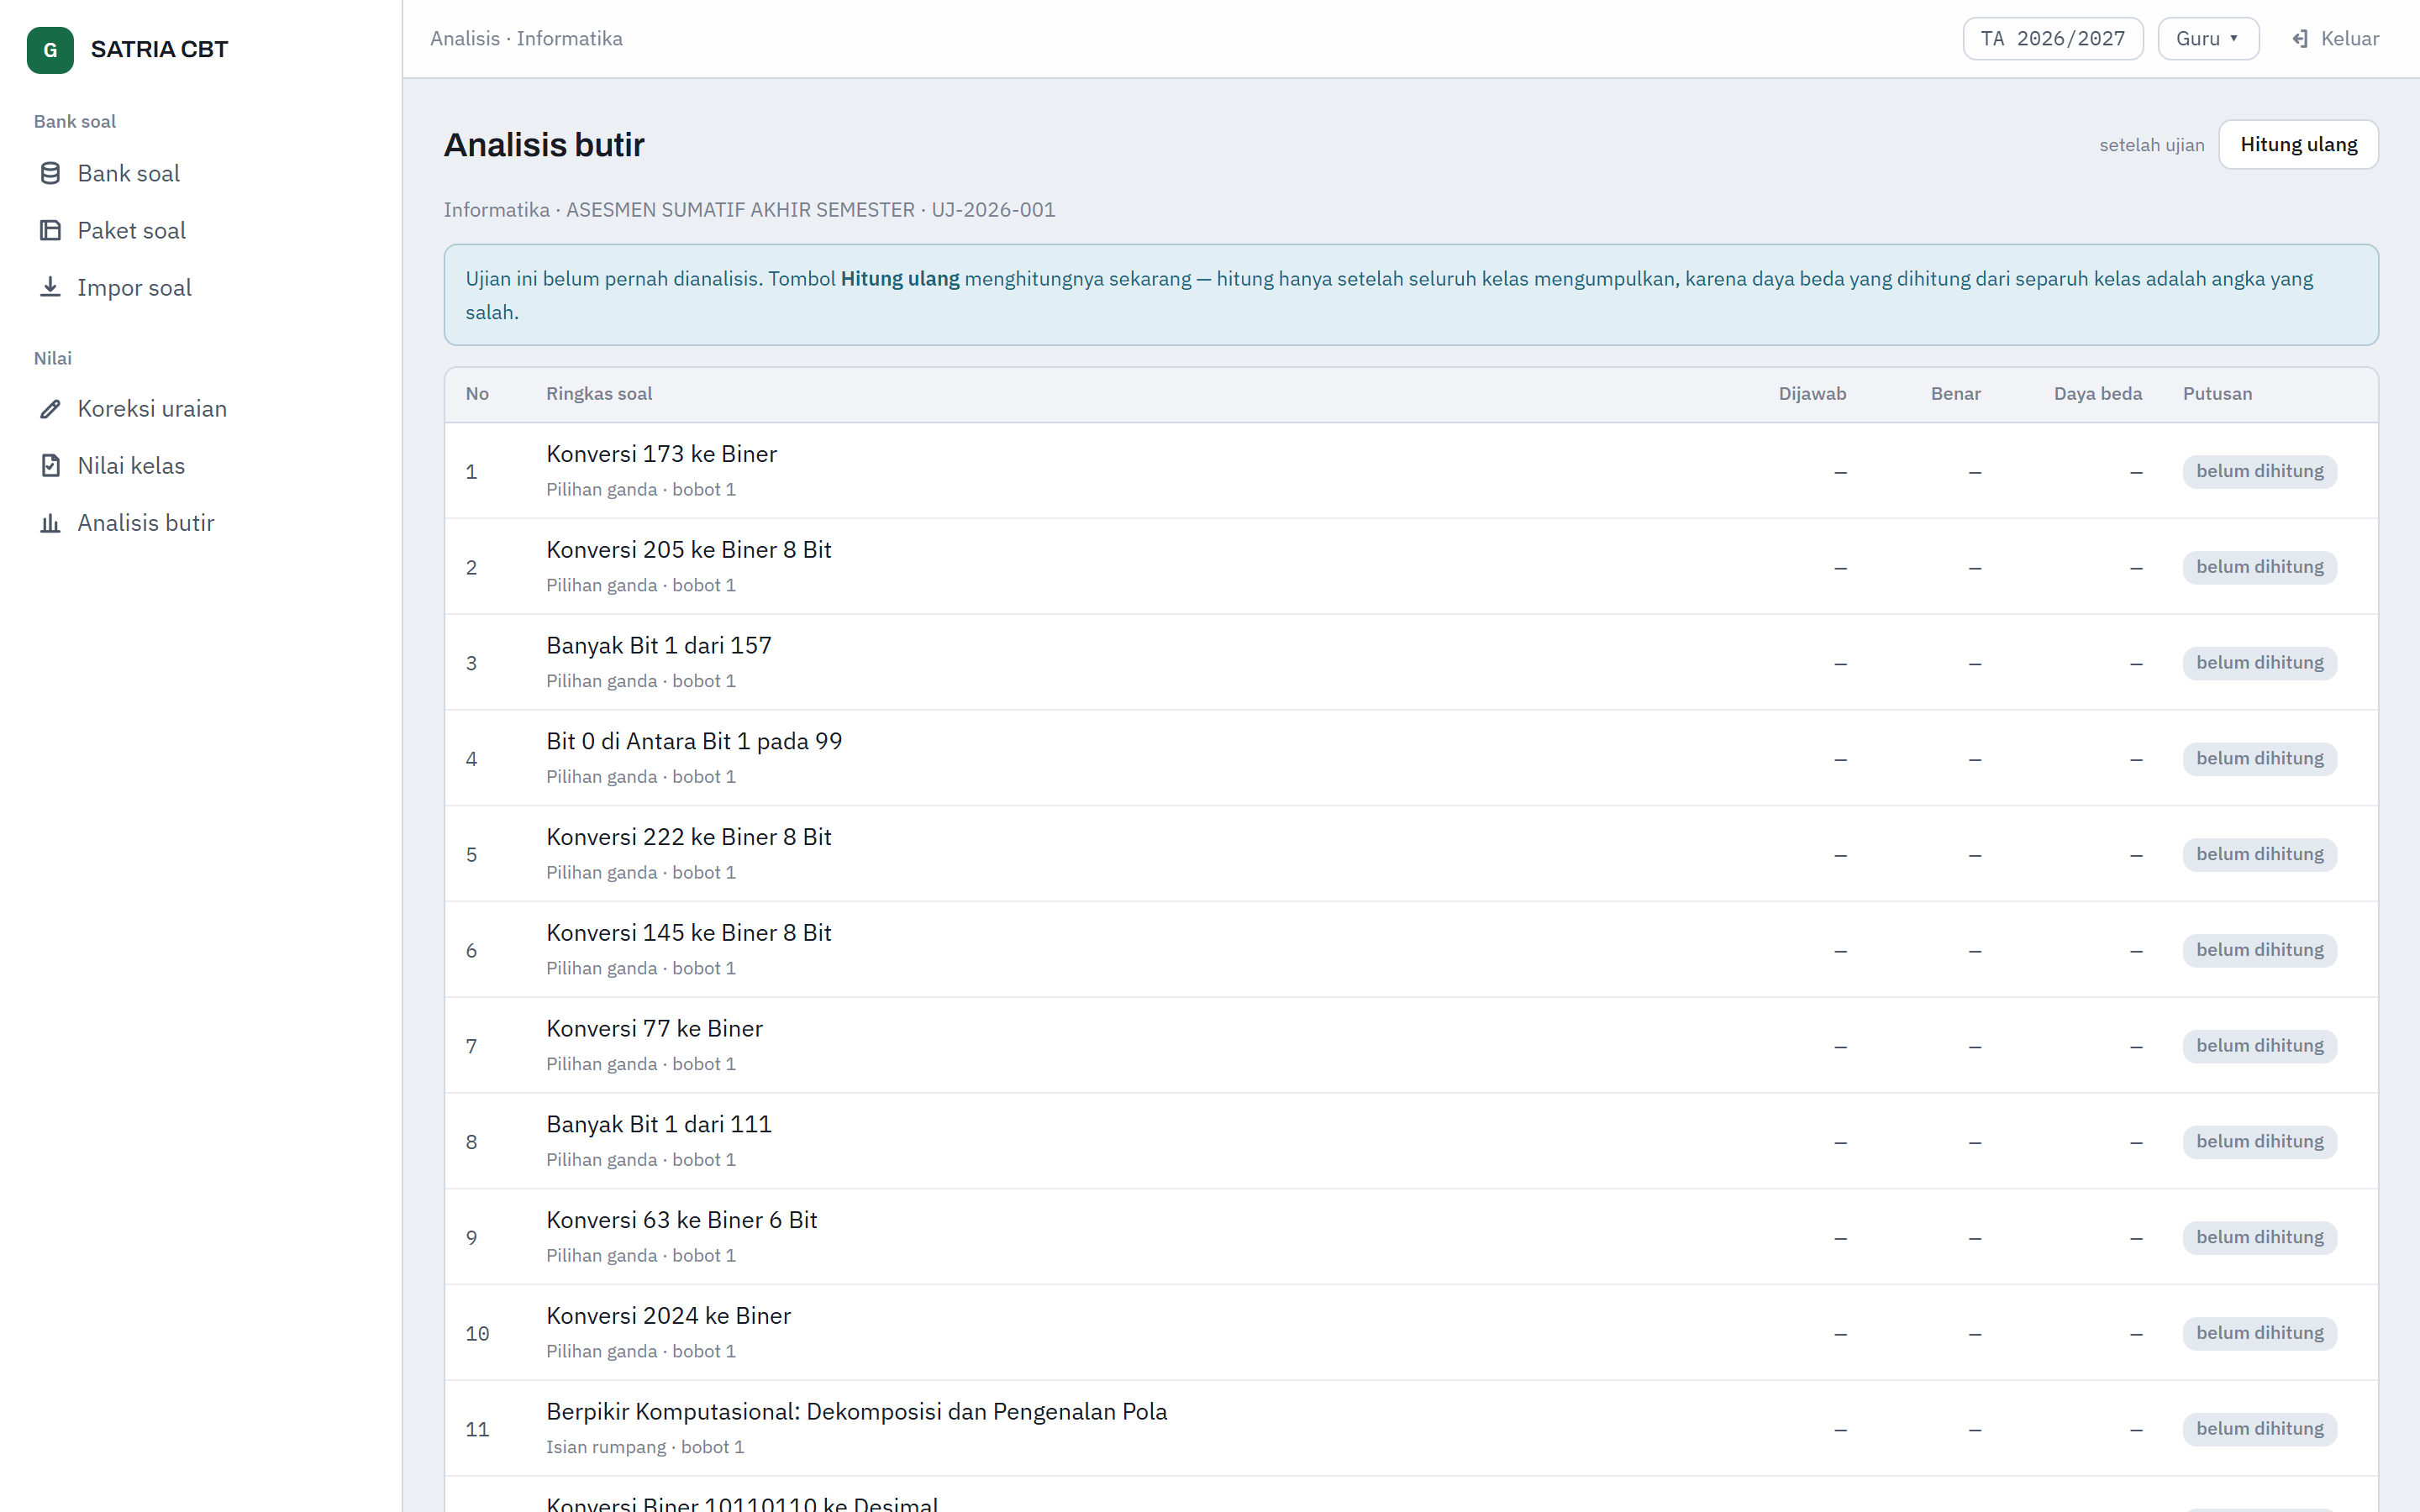 G SATRIA CBT
Bank soal
Bank soal
Paket soal
Impor soal
Nilai
Koreksi uraian
Nilai kelas
Analisis butir
Analisis · Informatika
TA 2026/2027
Guru ▾
Keluar
Analisis butir
setelah ujian
Hitung ulang
Informatika · ASESMEN SUMATIF AKHIR SEMESTER · UJ-2026-001
Ujian ini belum pernah dianalisis. Tombol Hitung ulang menghitungnya sekarang — hitung hanya setelah seluruh kelas mengumpulkan, karena daya beda yang dihitung dari separuh kelas adalah angka yang
salah.
No Ringkas soal Dijawab Benar Daya beda Putusan
1 Konversi 173 ke Biner – – – belum dihitung
Pilihan ganda · bobot 1
2 Konversi 205 ke Biner 8 Bit – – – belum dihitung
Pilihan ganda · bobot 1
3 Banyak Bit 1 dari 157 – – – belum dihitung
Pilihan ganda · bobot 1
4 Bit 0 di Antara Bit 1 pada 99 – – – belum dihitung
Pilihan ganda · bobot 1
5 Konversi 222 ke Biner 8 Bit – – – belum dihitung
Pilihan ganda · bobot 1
6 Konversi 145 ke Biner 8 Bit – – – belum dihitung
Pilihan ganda · bobot 1
7 Konversi 77 ke Biner – – – belum dihitung
Pilihan ganda · bobot 1
8 Banyak Bit 1 dari 111 – – – belum dihitung
Pilihan ganda · bobot 1
9 Konversi 63 ke Biner 6 Bit – – – belum dihitung
Pilihan ganda · bobot 1
10 Konversi 2024 ke Biner – – – belum dihitung
Pilihan ganda · bobot 1
11 Berpikir Komputasional: Dekomposisi dan Pengenalan Pola – – – belum dihitung
Isian rumpang · bobot 1
Konversi Biner 10110110 ke Desimal